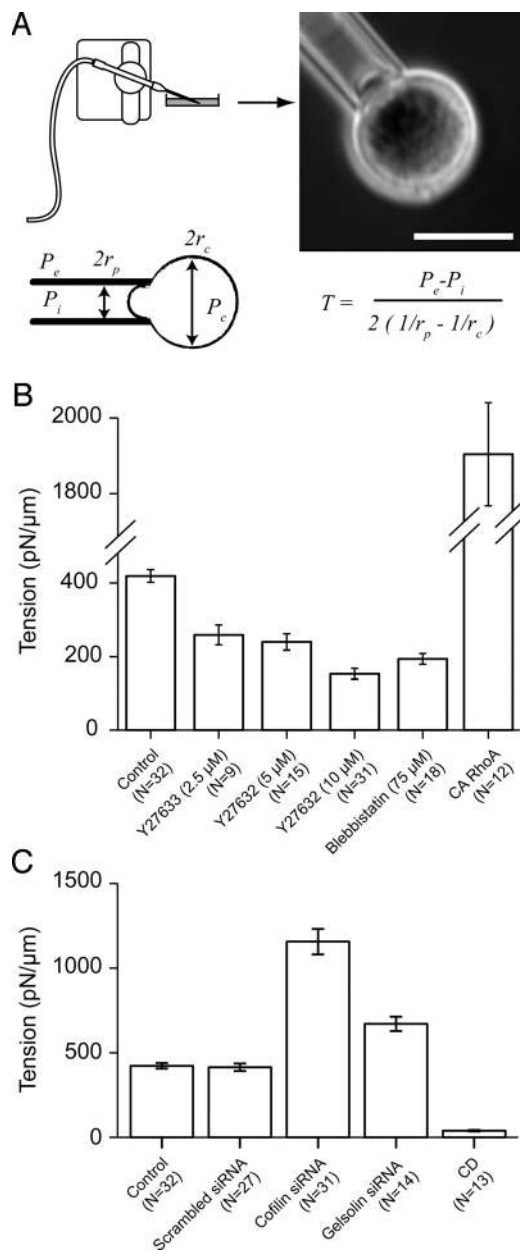 A
2r_c
P_e
2r_p
P_i
P_c
T = P_e-P_i
2 ( 1/r_p - 1/r_c )
B
Tension (pN/µm)
2000
1800
400
200
0
Control
(N=32)
Y27633 (2.5 µM)
(N=9)
Y27632 (5 µM)
(N=15)
Y27632 (10 µM)
(N=31)
Blebbistatin (75 µM)
(N=18)
CA RhoA
(N=12)
C
Tension (pN/µm)
1500
1000
500
0
Control
(N=32)
Scrambled siRNA
(N=27)
Cofilin siRNA
(N=31)
Gelsolin siRNA
(N=14)
CD
(N=13)